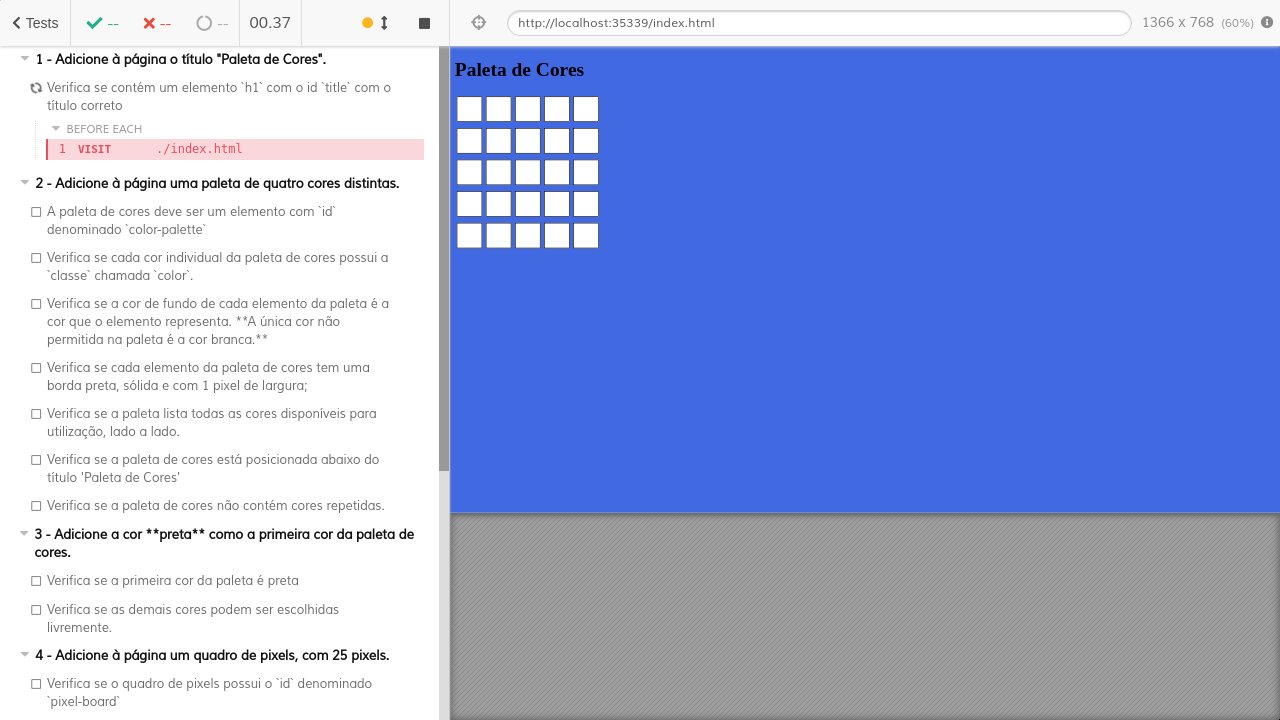 Tests
--
--
--
00.37
http://localhost:35339/index.html
1366 x 768 (60%)
1 - Adicione à página o título "Paleta de Cores".
Verifica se contém um elemento `h1` com o id `title` com o
título correto
BEFORE EACH
1 VISIT ./index.html
2 - Adicione à página uma paleta de quatro cores distintas.
A paleta de cores deve ser um elemento com `id`
denominado `color-palette`
Verifica se cada cor individual da paleta de cores possui a
`classe` chamada `color`.
Verifica se a cor de fundo de cada elemento da paleta é a
cor que o elemento representa. **A única cor não
permitida na paleta é a cor branca.**
Verifica se cada elemento da paleta de cores tem uma
borda preta, sólida e com 1 pixel de largura;
Verifica se a paleta lista todas as cores disponíveis para
utilização, lado a lado.
Verifica se a paleta de cores está posicionada abaixo do
título 'Paleta de Cores'
Verifica se a paleta de cores não contém cores repetidas.
3 - Adicione a cor **preta** como a primeira cor da paleta de
cores.
Verifica se a primeira cor da paleta é preta
Verifica se as demais cores podem ser escolhidas
livremente.
4 - Adicione à página um quadro de pixels, com 25 pixels.
Verifica se o quadro de pixels possui o `id` denominado
`pixel-board`
Paleta de Cores